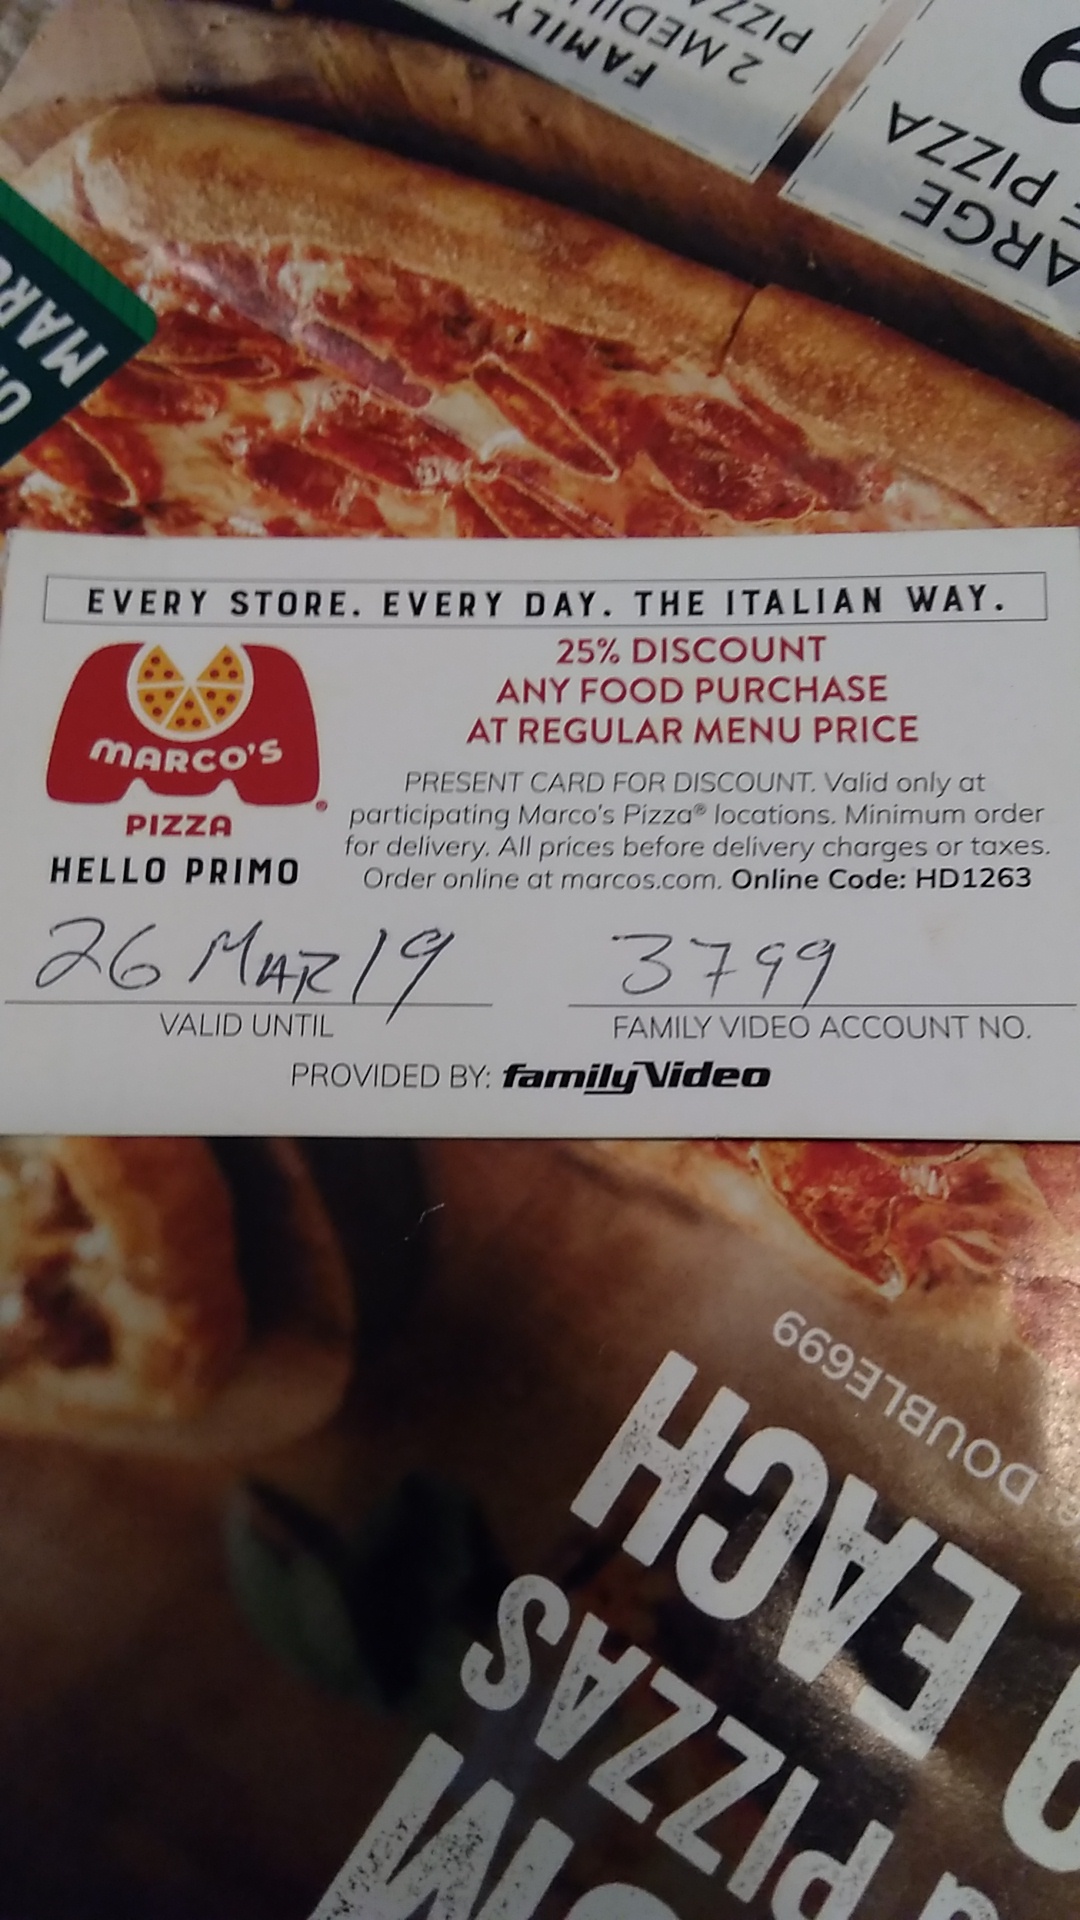 FAMILY
2 MEDIU
PIZZA
9
ARGE
E PIZZA
MAR
EVERY STORE. EVERY DAY. THE ITALIAN WAY.
MARCO'S
PIZZA
HELLO PRIMO
25% DISCOUNT
ANY FOOD PURCHASE
AT REGULAR MENU PRICE
PRESENT CARD FOR DISCOUNT. Valid only at
participating Marco's Pizza® locations. Minimum order
for delivery. All prices before delivery charges or taxes.
Order online at marcos.com. Online Code: HD1263
26 MAR 19
VALID UNTIL
3799
FAMILY VIDEO ACCOUNT NO.
PROVIDED BY: familyVideo
DOUBLE699
EACH
PIZZAS